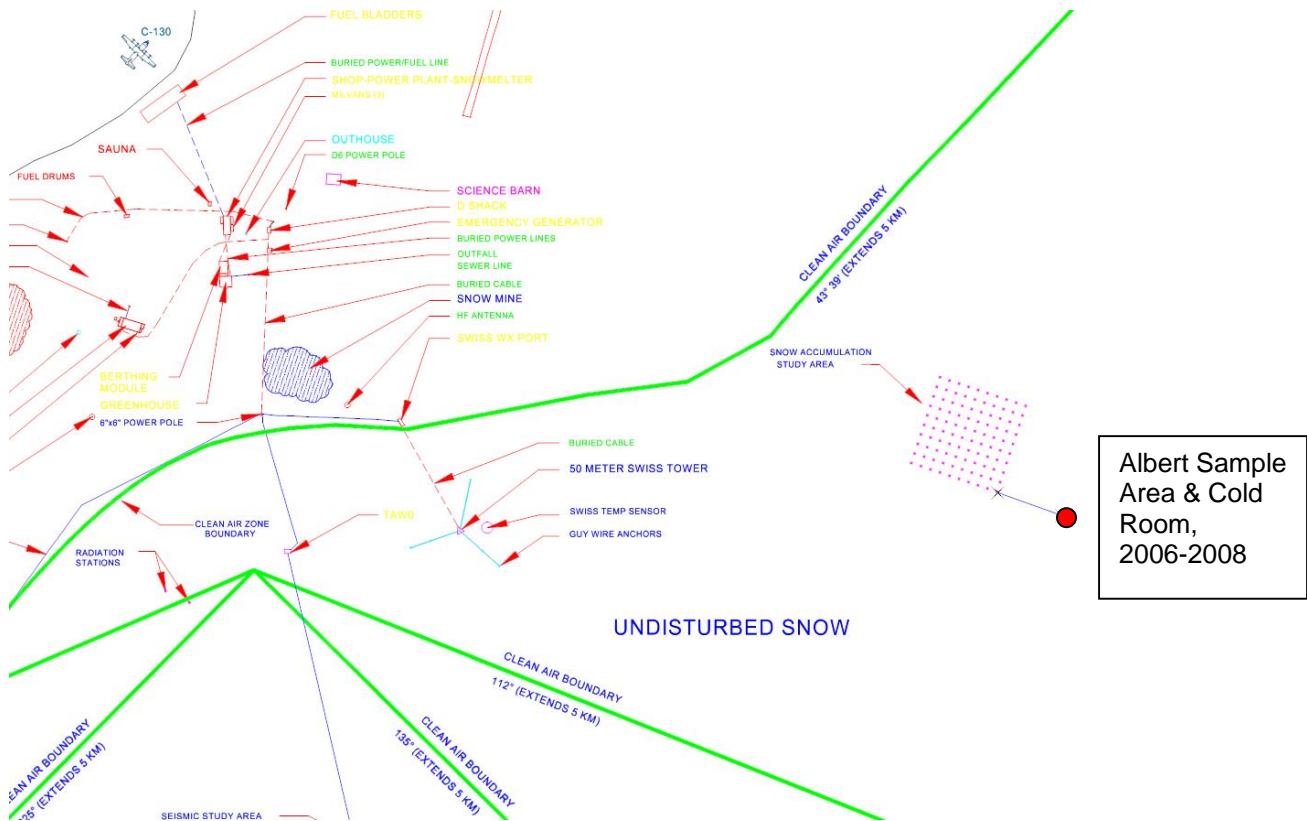 C-130
FUEL BLADDERS
BURIED POWER/FUEL LINE
SHOP-POWER PLANT-SNOWMELTER
MILVANS (3)
OUTHOUSE
D6 POWER POLE
SAUNA
FUEL DRUMS
SCIENCE BARN
D SHACK
EMERGENCY GENERATOR
BURIED POWER LINES
OUTFALL
SEWER LINE
BURIED CABLE
SNOW MINE
HF ANTENNA
SWISS WX PORT
BERTHING
MODULE
GREENHOUSE
6"x6" POWER POLE
CLEAN AIR BOUNDARY
43° 39' (EXTENDS 5 KM)
SNOW ACCUMULATION
STUDY AREA
Albert Sample
Area & Cold
Room,
2006-2008
BURIED CABLE
50 METER SWISS TOWER
SWISS TEMP SENSOR
GUY WIRE ANCHORS
TAWO
CLEAN AIR ZONE
BOUNDARY
RADIATION
STATIONS
UNDISTURBED SNOW
CLEAN AIR BOUNDARY
112° (EXTENDS 5 KM)
CLEAN AIR BOUNDARY
135° (EXTENDS 5 KM)
AIR BOUNDARY
(EXTENDS 5 KM)
SEISMIC STUDY AREA